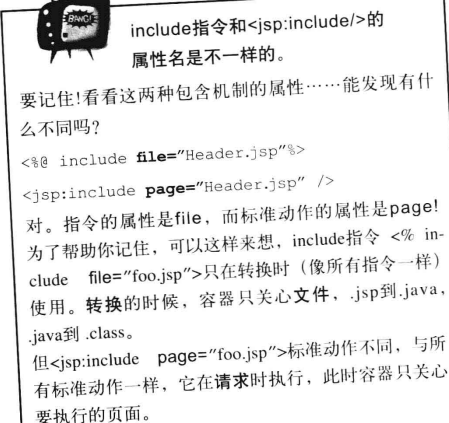 BANG!
include指令和<jsp:include/>的
属性名是不一样的。
要记住!看看这两种包含机制的属性……能发现有什
么不同吗?
<%@ include file="Header.jsp"%>
<jsp:include page="Header.jsp" />
对。指令的属性是file，而标准动作的属性是page!
为了帮助你记住，可以这样来想，include指令 <% in-
clude file="foo.jsp">只在转换时（像所有指令一样）
使用。转换的时候，容器只关心文件，.jsp到.java，
.java到 .class。
但<jsp:include page="foo.jsp">标准动作不同，与所
有标准动作一样，它在请求时执行，此时容器只关心
要执行的页面。